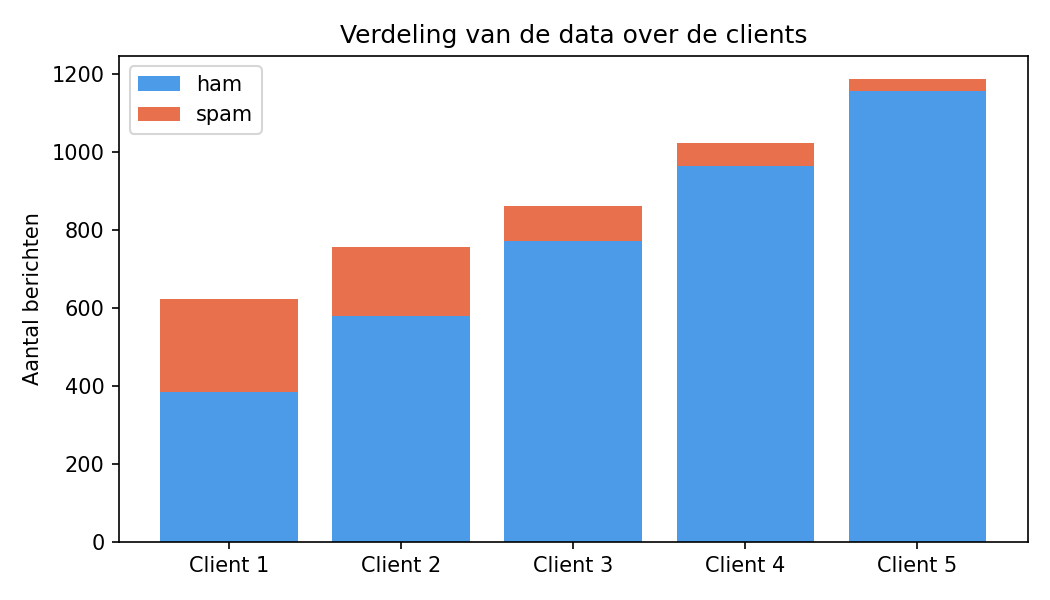 Verdeling van de data over de clients
ham
spam
Aantal berichten
1200
1000
800
600
400
200
0
Client 1 Client 2 Client 3 Client 4 Client 5